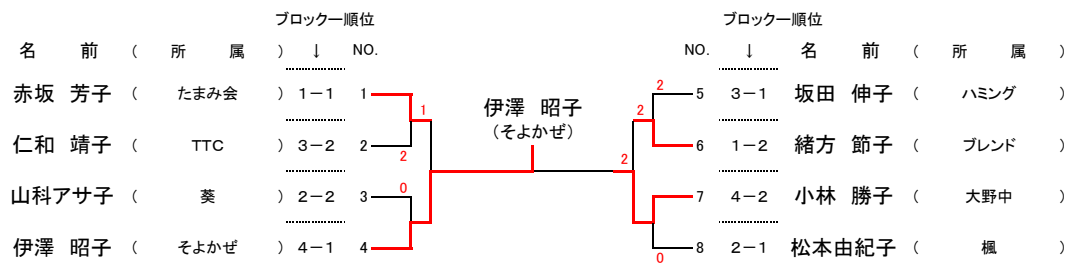 ブロック－順位 ブロック－順位
名 前 （ 所 属 ） ↓ NO. NO. ↓ 名 前 （ 所 属 ）
赤坂 芳子 （ たまみ会 ） 1－1 1 2 5 3－1 坂田 伸子 （ ハミング ）
1 伊澤 昭子 2
（そよかぜ）
仁和 靖子 （ TTC ） 3－2 2 6 1－2 緒方 節子 （ ブレンド ）
2 2
山科アサ子 （ 葵 ） 2－2 3 0 7 4－2 小林 勝子 （ 大野中 ）
伊澤 昭子 （ そよかぜ ） 4－1 4 8 2－1 松本由紀子 （ 楓 ）
0